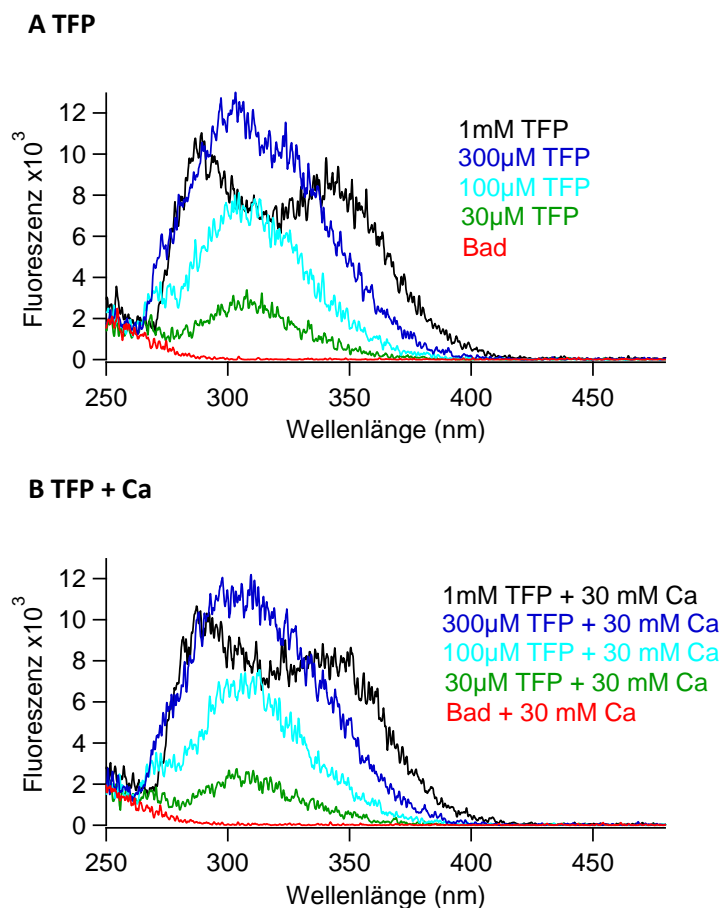 A TFP
12
10
8
6
4
2
0
Fluoreszenz x10³
1mM TFP
300µM TFP
100µM TFP
30µM TFP
Bad
250 300 350 400 450
Wellenlänge (nm)
B TFP + Ca
12
10
8
6
4
2
0
Fluoreszenz x10³
1mM TFP + 30 mM Ca
300µM TFP + 30 mM Ca
100µM TFP + 30 mM Ca
30µM TFP + 30 mM Ca
Bad + 30 mM Ca
250 300 350 400 450
Wellenlänge (nm)